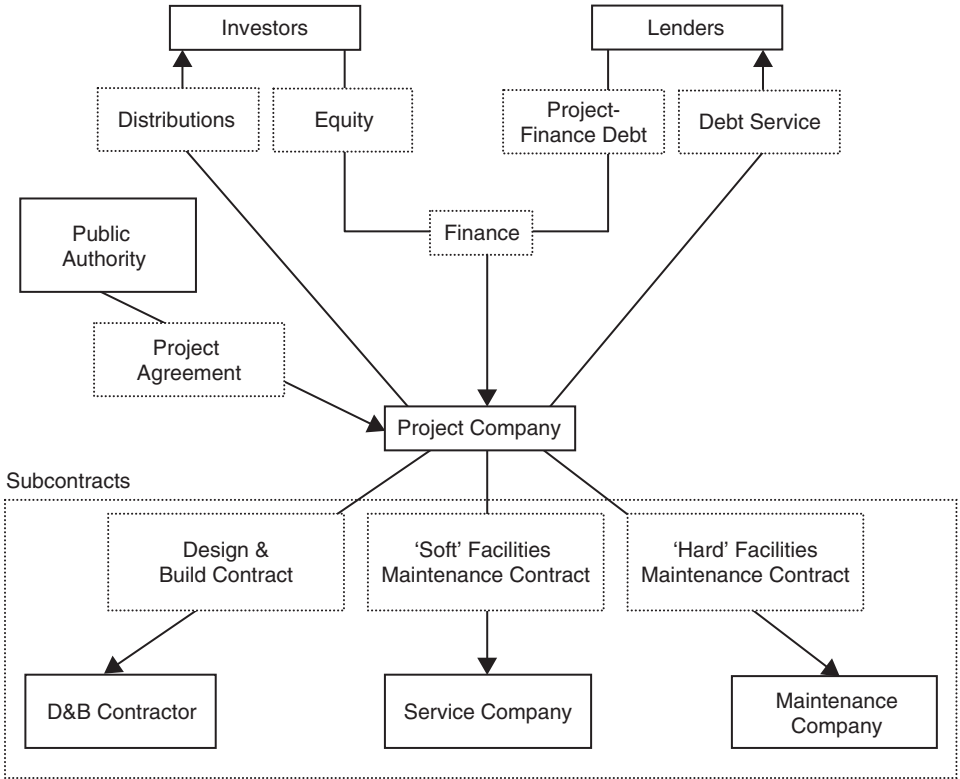 Investors
Lenders
Distributions
Equity
Project-
Finance Debt
Debt Service
Public
Authority
Finance
Project
Agreement
Project Company
Subcontracts
Design &
Build Contract
‘Soft’ Facilities
Maintenance Contract
‘Hard’ Facilities
Maintenance Contract
D&B Contractor
Service Company
Maintenance
Company